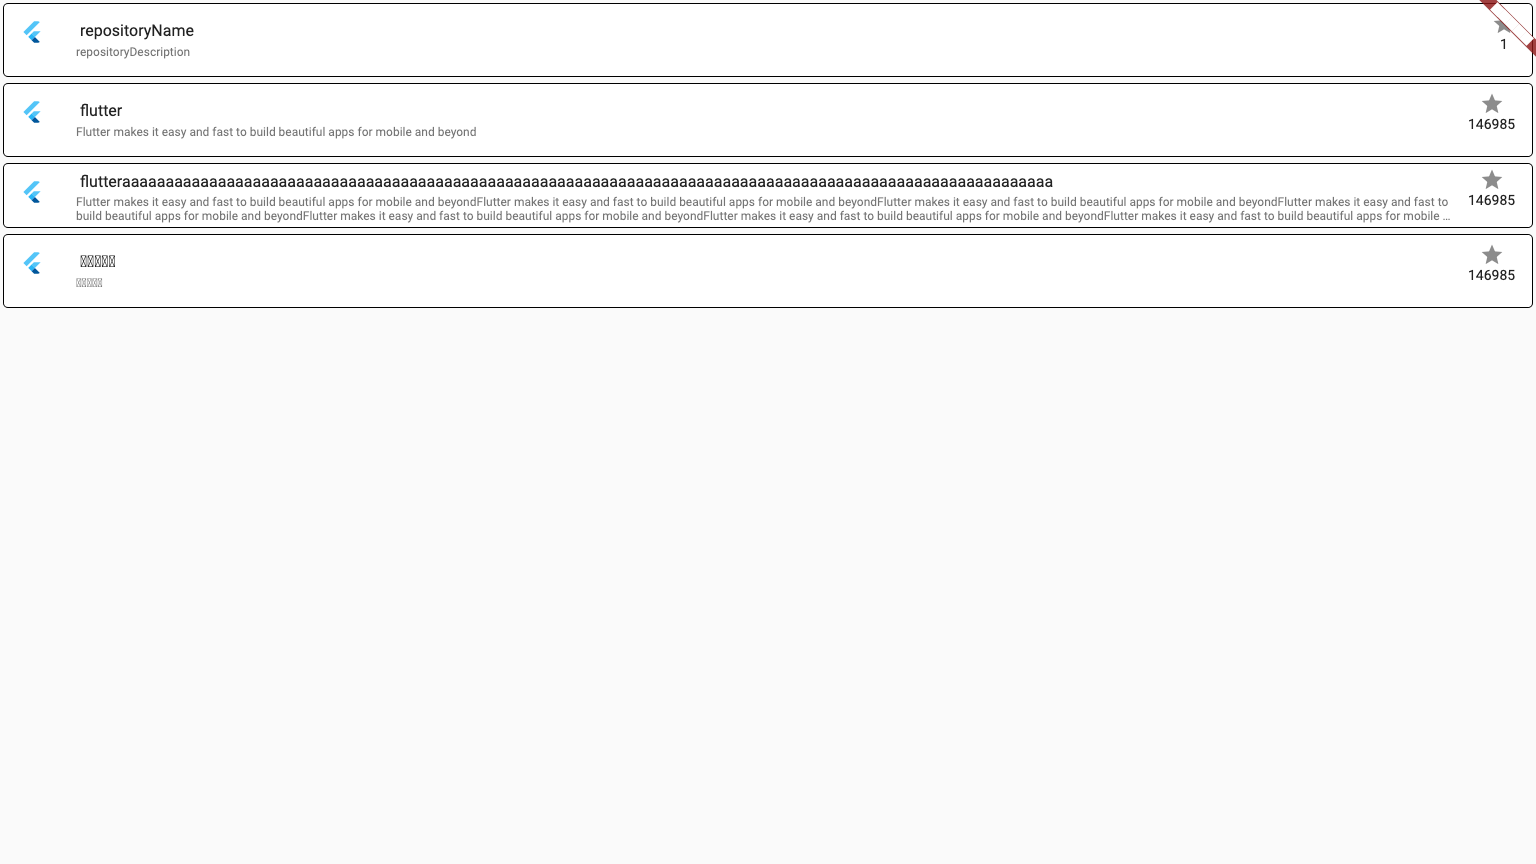 repositoryName
repositoryDescription
1
flutter
Flutter makes it easy and fast to build beautiful apps for mobile and beyond
146985
flutteraaaaaaaaaaaaaaaaaaaaaaaaaaaaaaaaaaaaaaaaaaaaaaaaaaaaaaaaaaaaaaaaaaaaaaaaaaaaaaaaaaaaaaaaaaaaaaaaaaaaaaaaaaa
Flutter makes it easy and fast to build beautiful apps for mobile and beyondFlutter makes it easy and fast to build beautiful apps for mobile and beyondFlutter makes it easy and fast to build beautiful apps for mobile and beyondFlutter makes it easy and fast to
build beautiful apps for mobile and beyondFlutter makes it easy and fast to build beautiful apps for mobile and beyondFlutter makes it easy and fast to build beautiful apps for mobile and beyondFlutter makes it easy and fast to build beautiful apps for mobile ...
146985
146985